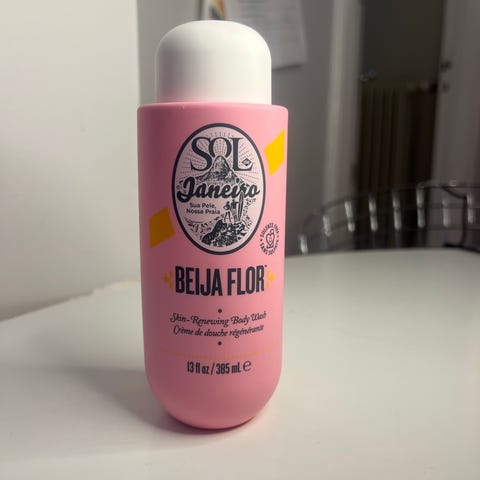 SOL
de
Janeiro
Sua Pele,
Nossa Praia
BEIJA FLOR™
Skin-Renewing Body Wash
Crème de douche régénérante
13 fl oz / 385 mL ℮